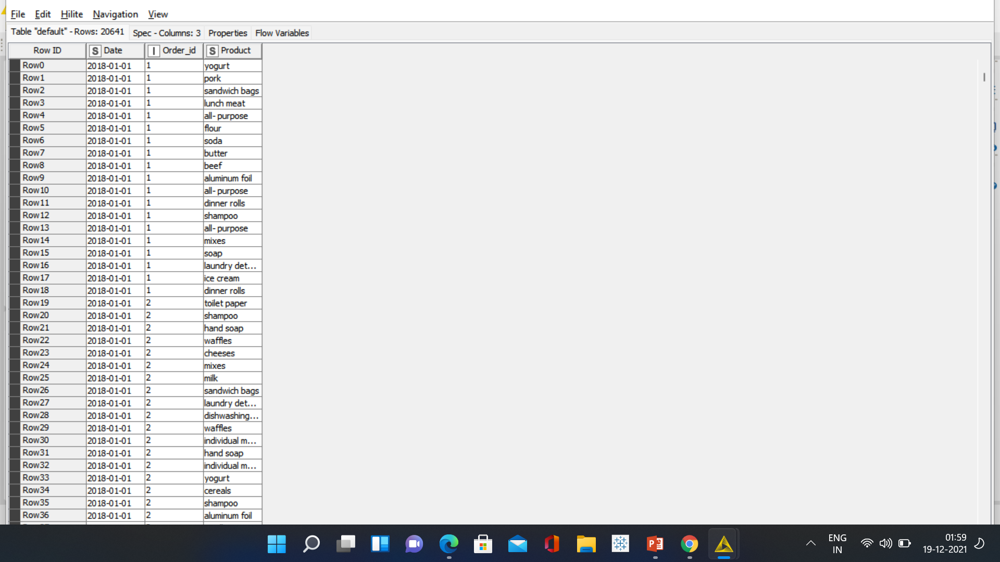 File Edit Hilite Navigation View
Table "default" - Rows: 20641 Spec - Columns: 3 Properties Flow Variables
Row ID S Date I Order_id S Product
Row0 2018-01-01 1 yogurt
Row1 2018-01-01 1 pork
Row2 2018-01-01 1 sandwich bags
Row3 2018-01-01 1 lunch meat
Row4 2018-01-01 1 all- purpose
Row5 2018-01-01 1 flour
Row6 2018-01-01 1 soda
Row7 2018-01-01 1 butter
Row8 2018-01-01 1 beef
Row9 2018-01-01 1 aluminum foil
Row10 2018-01-01 1 all- purpose
Row11 2018-01-01 1 dinner rolls
Row12 2018-01-01 1 shampoo
Row13 2018-01-01 1 all- purpose
Row14 2018-01-01 1 mixes
Row15 2018-01-01 1 soap
Row16 2018-01-01 1 laundry det...
Row17 2018-01-01 1 ice cream
Row18 2018-01-01 1 dinner rolls
Row19 2018-01-01 2 toilet paper
Row20 2018-01-01 2 shampoo
Row21 2018-01-01 2 hand soap
Row22 2018-01-01 2 waffles
Row23 2018-01-01 2 cheeses
Row24 2018-01-01 2 mixes
Row25 2018-01-01 2 milk
Row26 2018-01-01 2 sandwich bags
Row27 2018-01-01 2 laundry det...
Row28 2018-01-01 2 dishwashing...
Row29 2018-01-01 2 waffles
Row30 2018-01-01 2 individual m...
Row31 2018-01-01 2 hand soap
Row32 2018-01-01 2 individual m...
Row33 2018-01-01 2 yogurt
Row34 2018-01-01 2 cereals
Row35 2018-01-01 2 shampoo
Row36 2018-01-01 2 aluminum foil
ENG 01:59
IN 19-12-2021